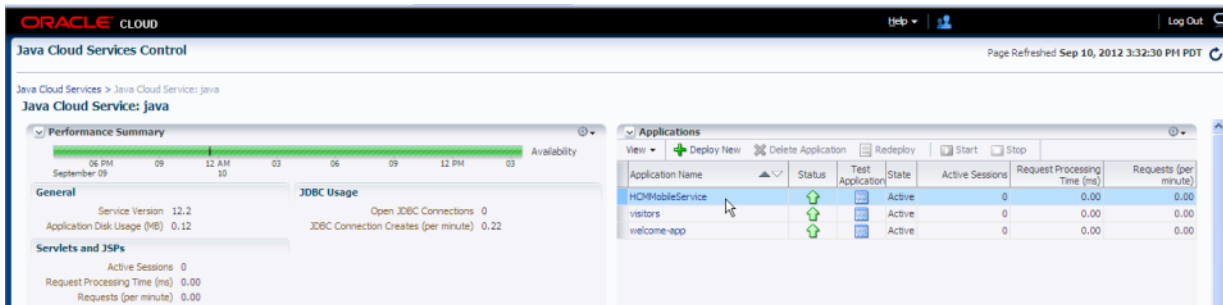 ORACLE CLOUD Help Log Out
Java Cloud Services Control Page Refreshed Sep 10, 2012 3:32:30 PM PDT
Java Cloud Services > Java Cloud Service: java
Java Cloud Service: java
Performance Summary
Availability
06 PM 09 12 AM 03 06 09 12 PM 03
September 09 10
General
Service Version 12.2
Application Disk Usage (MB) 0.12
JDBC Usage
Open JDBC Connections 0
JDBC Connection Creates (per minute) 0.22
Servlets and JSPs
Active Sessions 0
Request Processing Time (ms) 0.00
Requests (per minute) 0.00
Applications
View Deploy New Delete Application Redeploy Start Stop
Application Name Status Test Application State Active Sessions Request Processing Time (ms) Requests (per minute)
HCMMobileService Active 0 0.00 0.00
visitors Active 0 0.00 0.00
welcome-app Active 0 0.00 0.00